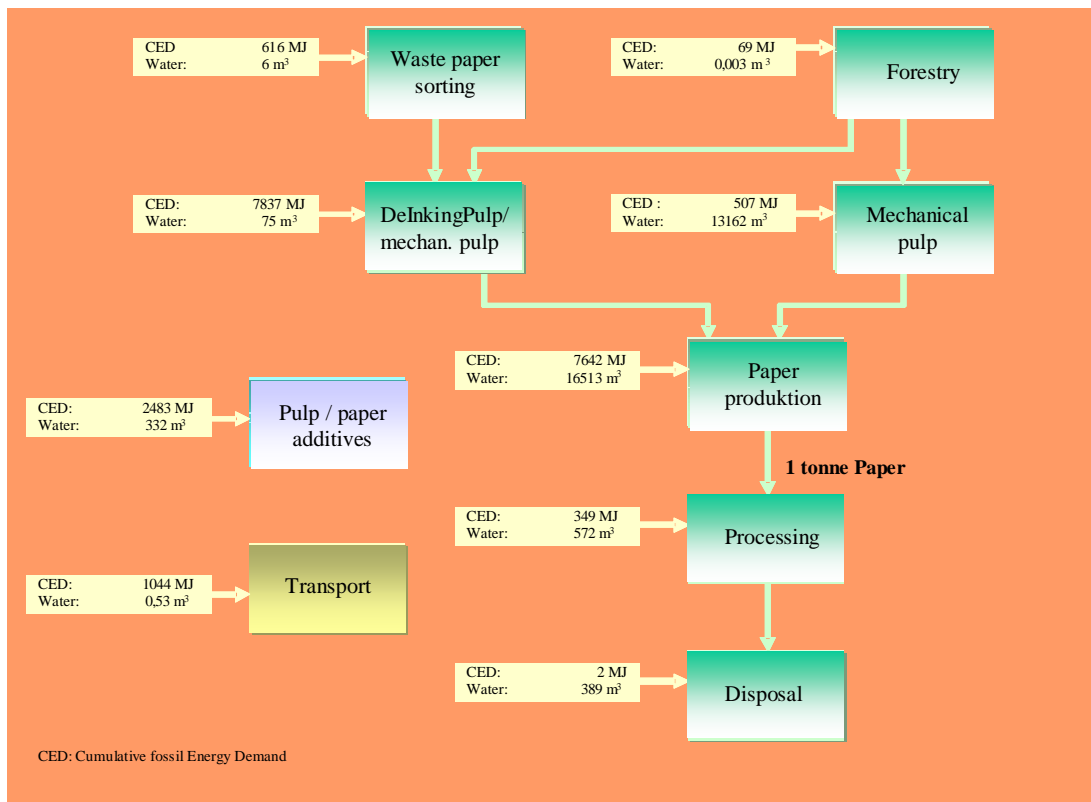 CED 616 MJ
Water: 6 m³
Waste paper
sorting
CED: 69 MJ
Water: 0,003 m³
Forestry
CED: 7837 MJ
Water: 75 m³
DeInkingPulp/
mechan. pulp
CED : 507 MJ
Water: 13162 m³
Mechanical
pulp
CED: 7642 MJ
Water: 16513 m³
Paper
produktion
CED: 2483 MJ
Water: 332 m³
Pulp / paper
additives
1 tonne Paper
CED: 349 MJ
Water: 572 m³
Processing
CED: 1044 MJ
Water: 0,53 m³
Transport
CED: 2 MJ
Water: 389 m³
Disposal
CED: Cumulative fossil Energy Demand